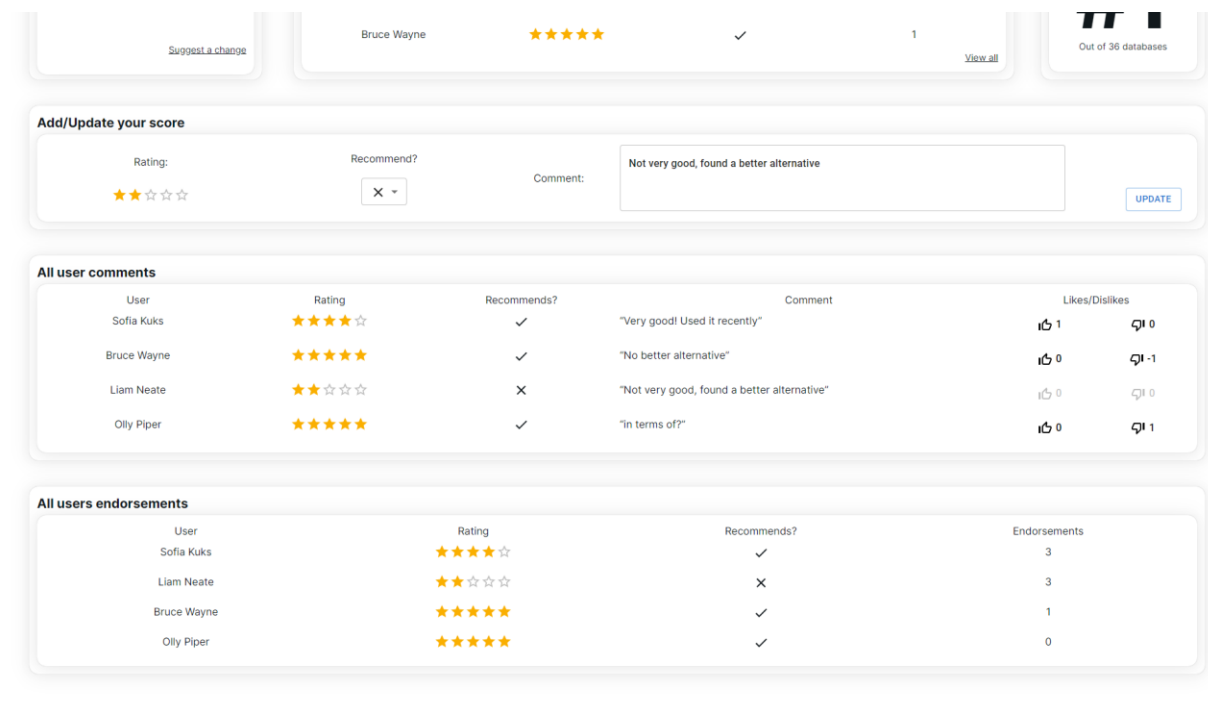 Bruce Wayne 1
Suggest a change
View all
#1
Out of 36 databases
Add/Update your score
Rating:
Recommend?
Comment:
Not very good, found a better alternative
UPDATE
All user comments
User Rating Recommends? Comment Likes/Dislikes
Sofia Kuks "Very good! Used it recently" 1 0
Bruce Wayne "No better alternative" 0 -1
Liam Neate "Not very good, found a better alternative" 0 0
Olly Piper "in terms of?" 0 1
All users endorsements
User Rating Recommends? Endorsements
Sofia Kuks 3
Liam Neate 3
Bruce Wayne 1
Olly Piper 0